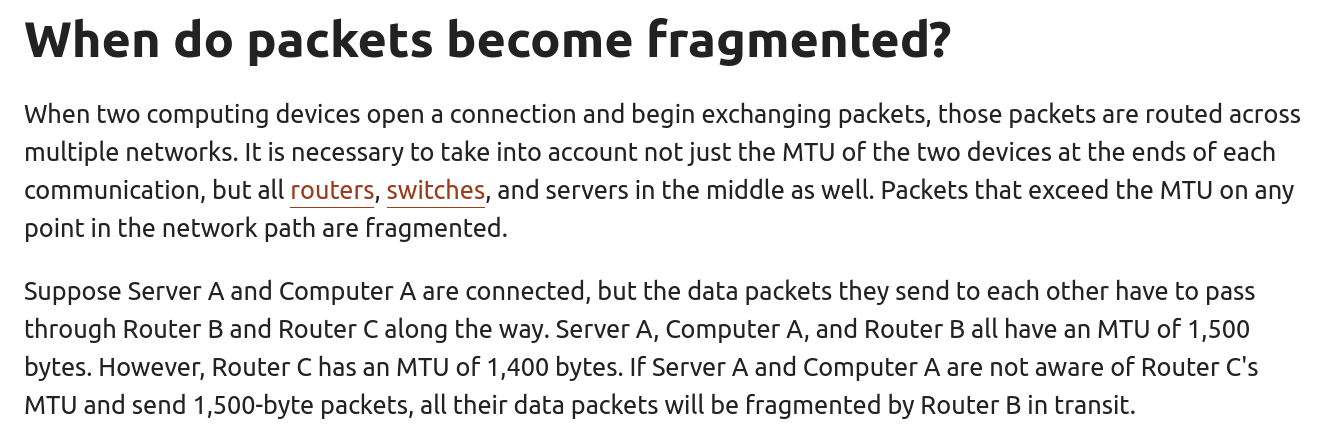 When do packets become fragmented?
When two computing devices open a connection and begin exchanging packets, those packets are routed across
multiple networks. It is necessary to take into account not just the MTU of the two devices at the ends of each
communication, but all routers, switches, and servers in the middle as well. Packets that exceed the MTU on any
point in the network path are fragmented.
Suppose Server A and Computer A are connected, but the data packets they send to each other have to pass
through Router B and Router C along the way. Server A, Computer A, and Router B all have an MTU of 1,500
bytes. However, Router C has an MTU of 1,400 bytes. If Server A and Computer A are not aware of Router C's
MTU and send 1,500-byte packets, all their data packets will be fragmented by Router B in transit.